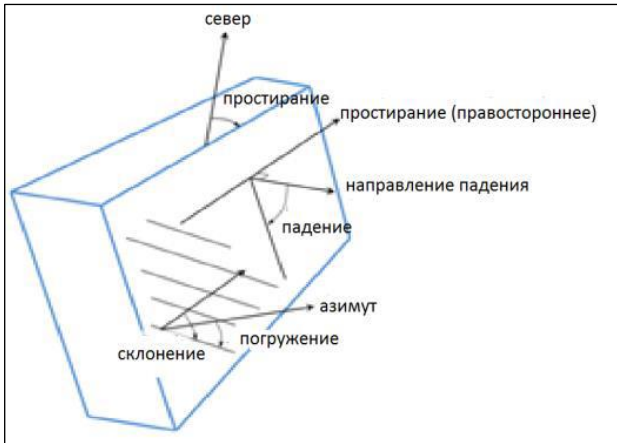 север
простирание
простирание (правостороннее)
направление падения
падение
азимут
склонение
погружение